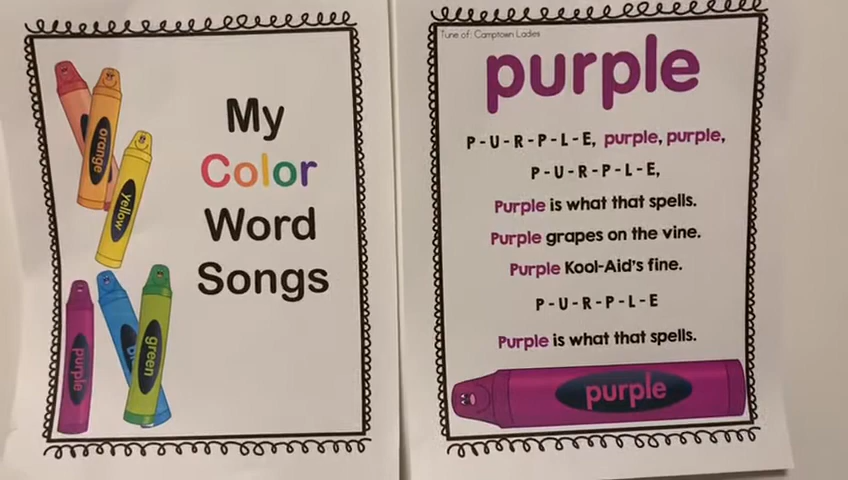 orange
yellow
purple
green
My
Color
Word
Songs
Tune of: Camptown Ladies
purple
P-U-R-P-L-E, purple, purple,
P-U-R-P-L-E,
Purple is what that spells.
Purple grapes on the vine.
Purple Kool-Aid's fine.
P-U-R-P-L-E
Purple is what that spells.
purple